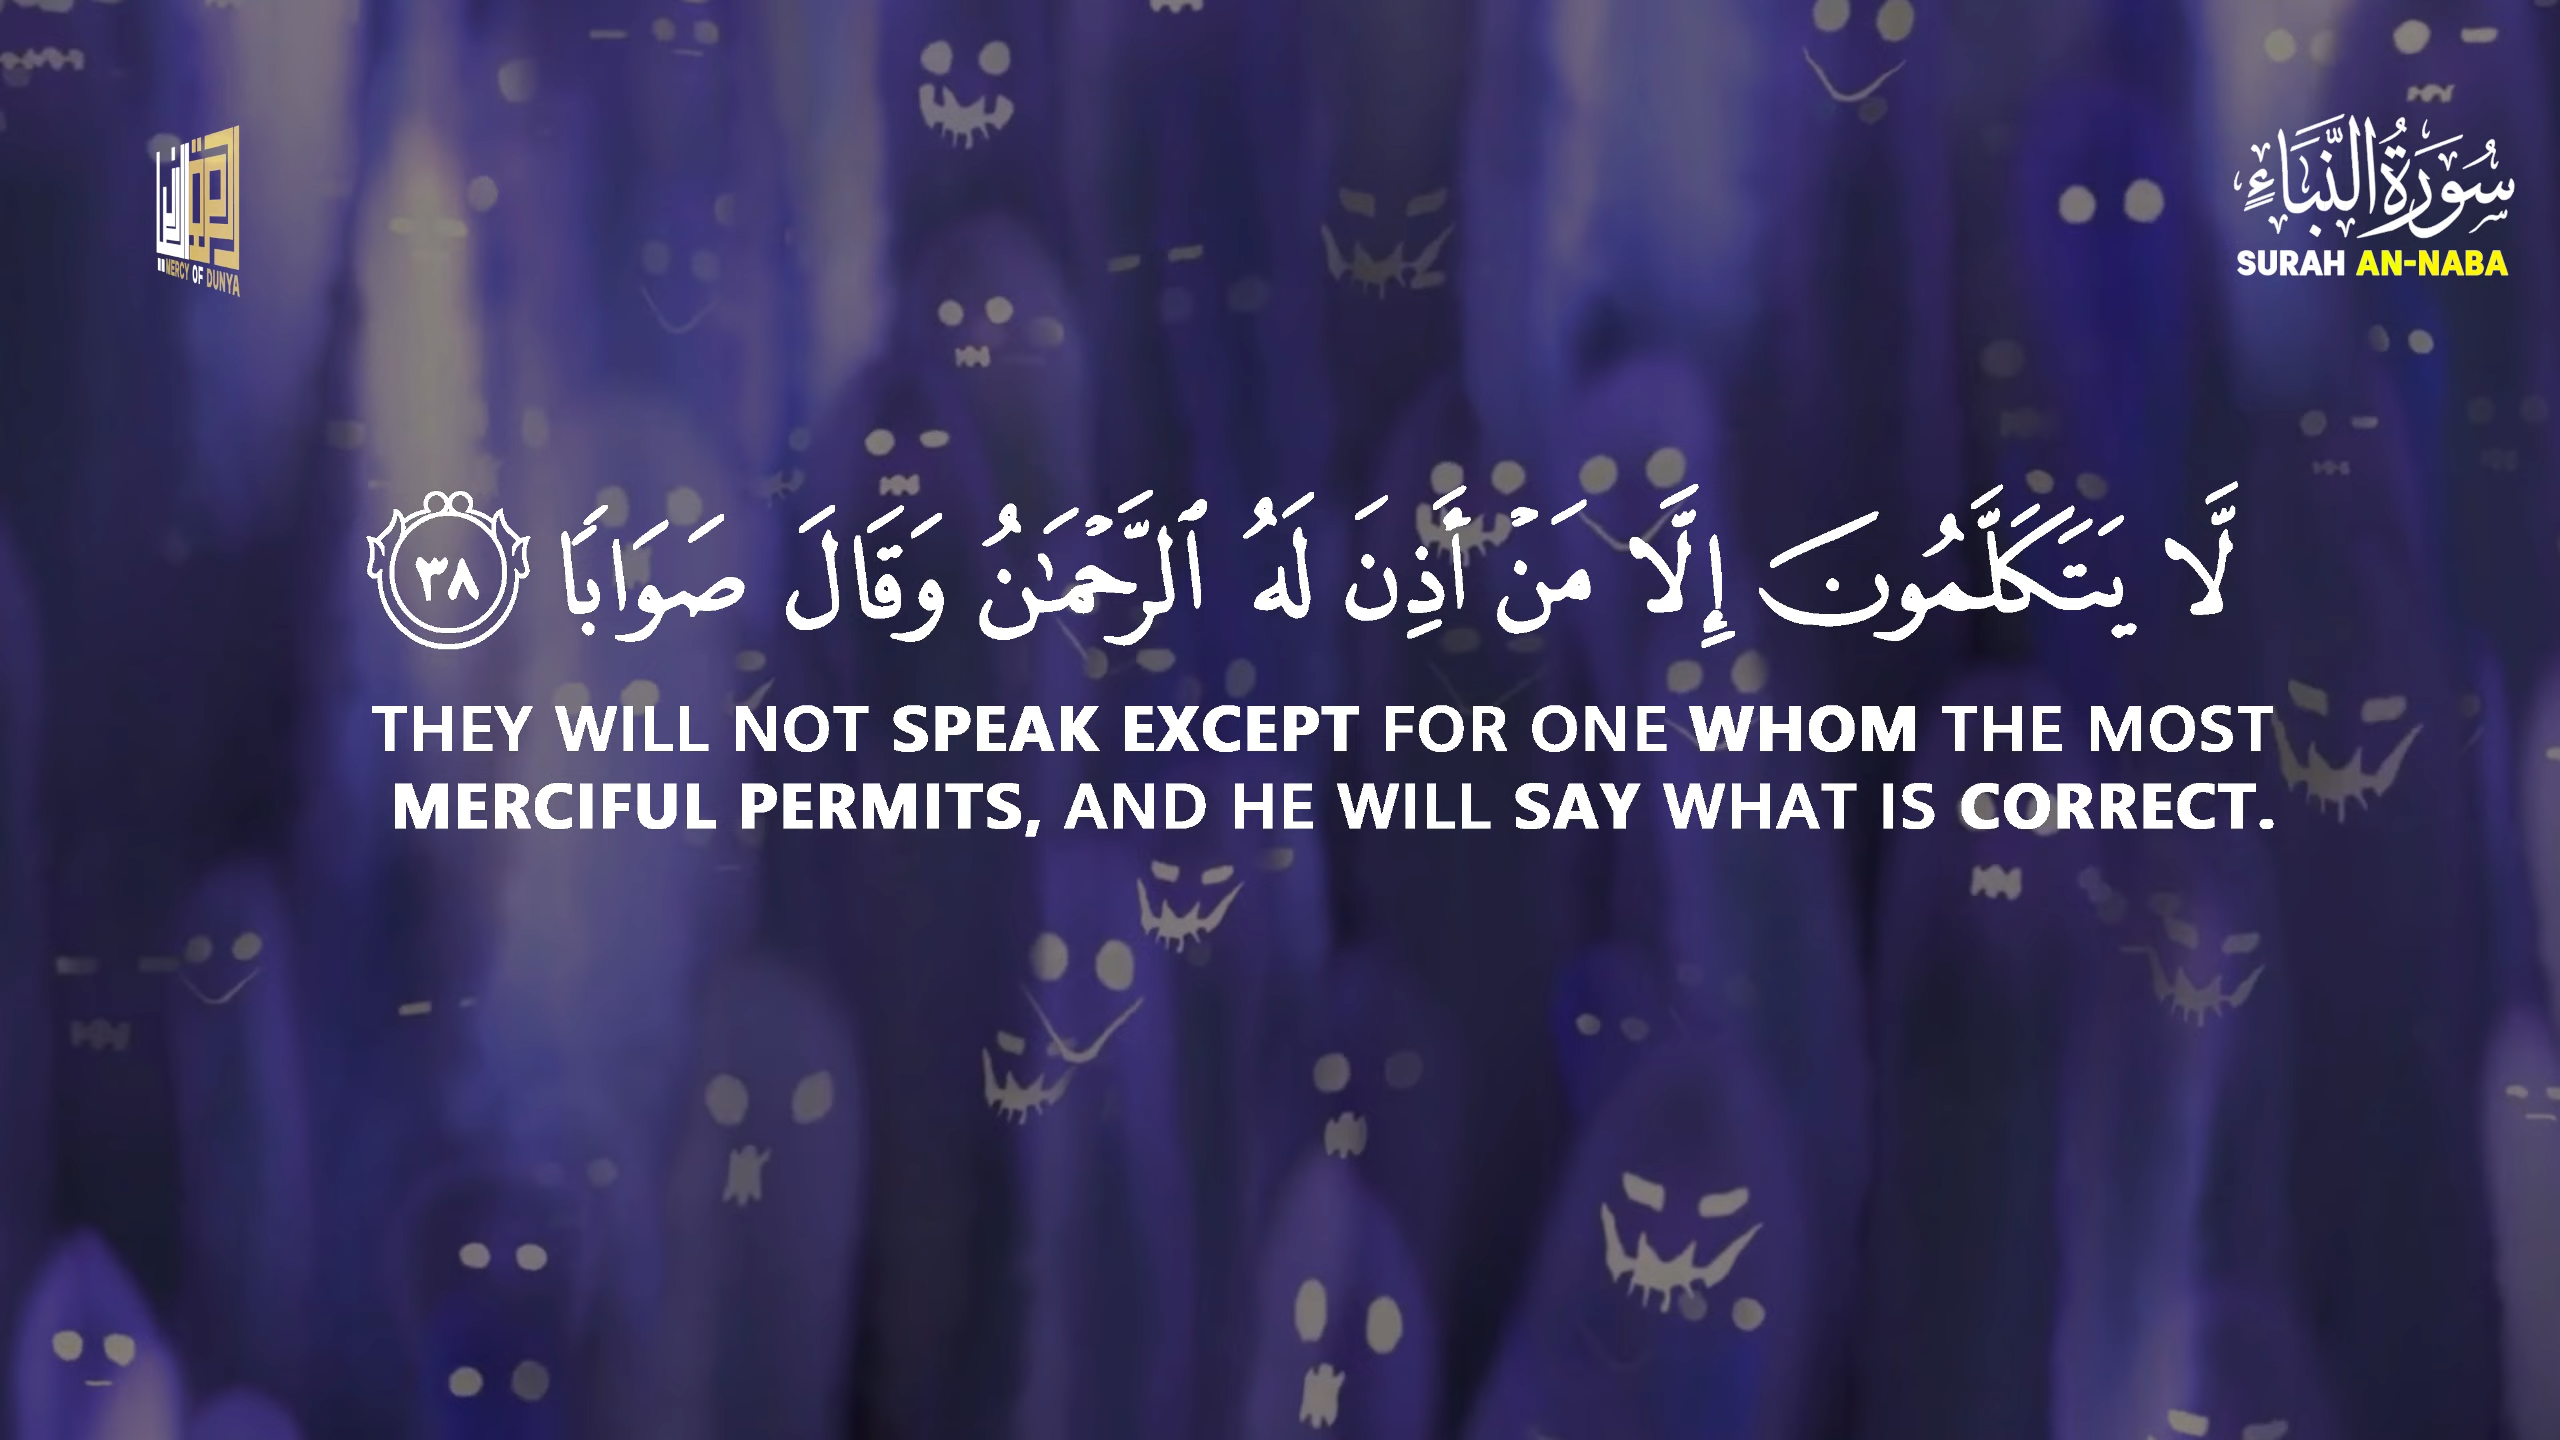 سُورَةُ النَّبَاءِ
SURAH AN-NABA
MERCY OF DUNYA
لَّا يَتَكَلَّمُونَ إِلَّا مَنْ أَذِنَ لَهُ ٱلرَّحْمَـٰنُ وَقَالَ صَوَابًا ٣٨
THEY WILL NOT SPEAK EXCEPT FOR ONE WHOM THE MOST
MERCIFUL PERMITS, AND HE WILL SAY WHAT IS CORRECT.